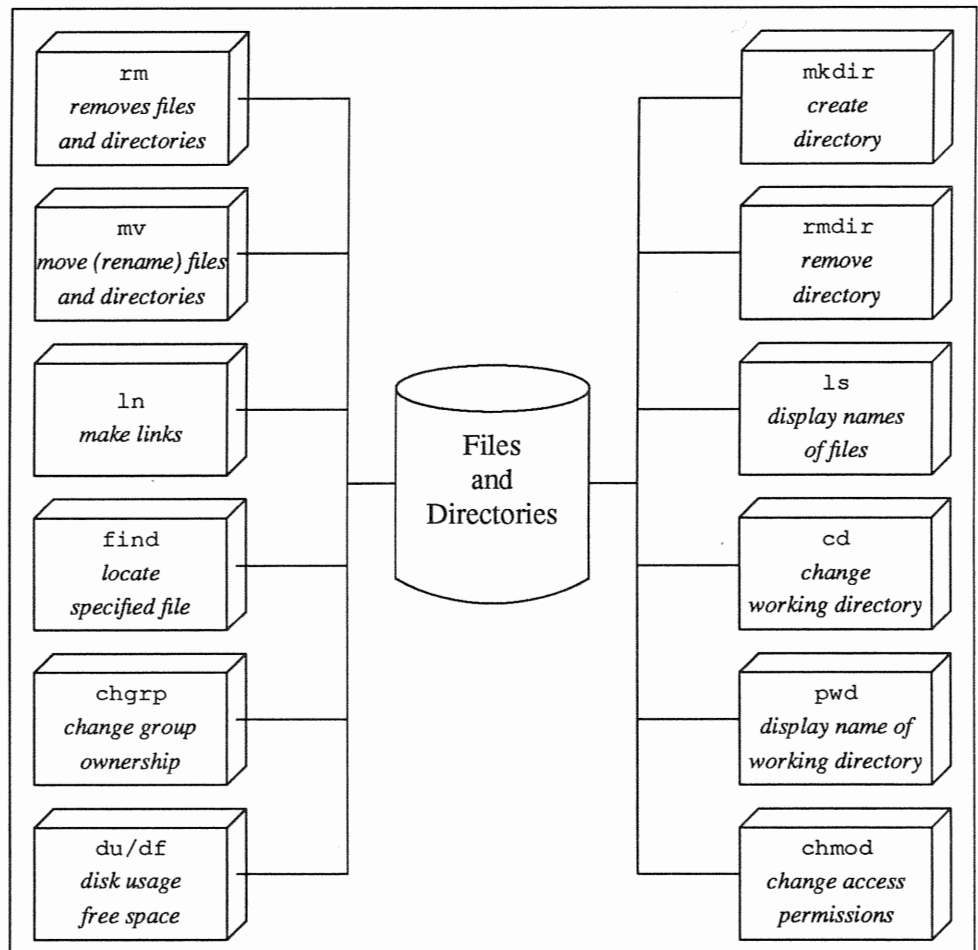 rm
removes files
and directories
mv
move (rename) files
and directories
ln
make links
find
locate
specified file
chgrp
change group
ownership
du/df
disk usage
free space
Files
and
Directories
mkdir
create
directory
rmdir
remove
directory
ls
display names
of files
cd
change
working directory
pwd
display name of
working directory
chmod
change access
permissions